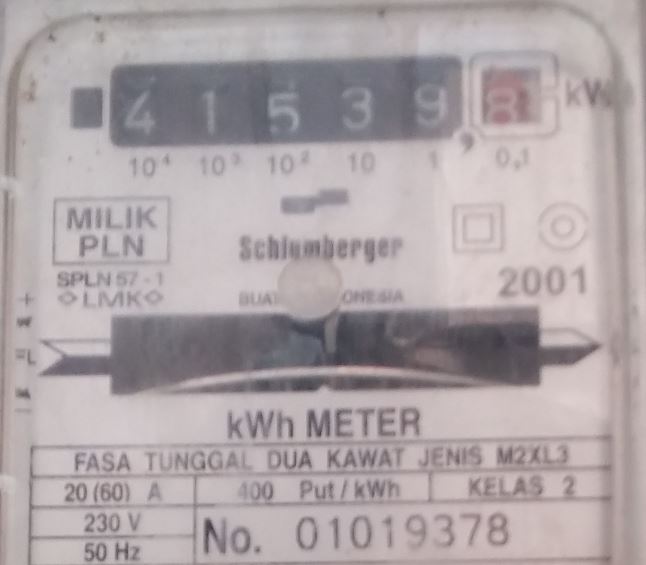 4 1 5 3 9 , 8 kW
10⁴ 10³ 10² 10 1 0,1
MILIK
PLN
Schlumberger
SPLN 57 - 1
◇LMK◇
2001
kWh METER
FASA TUNGGAL DUA KAWAT JENIS M2XL3
20 (60) A 400 Put / kWh KELAS 2
230 V
50 Hz
No. 01019378